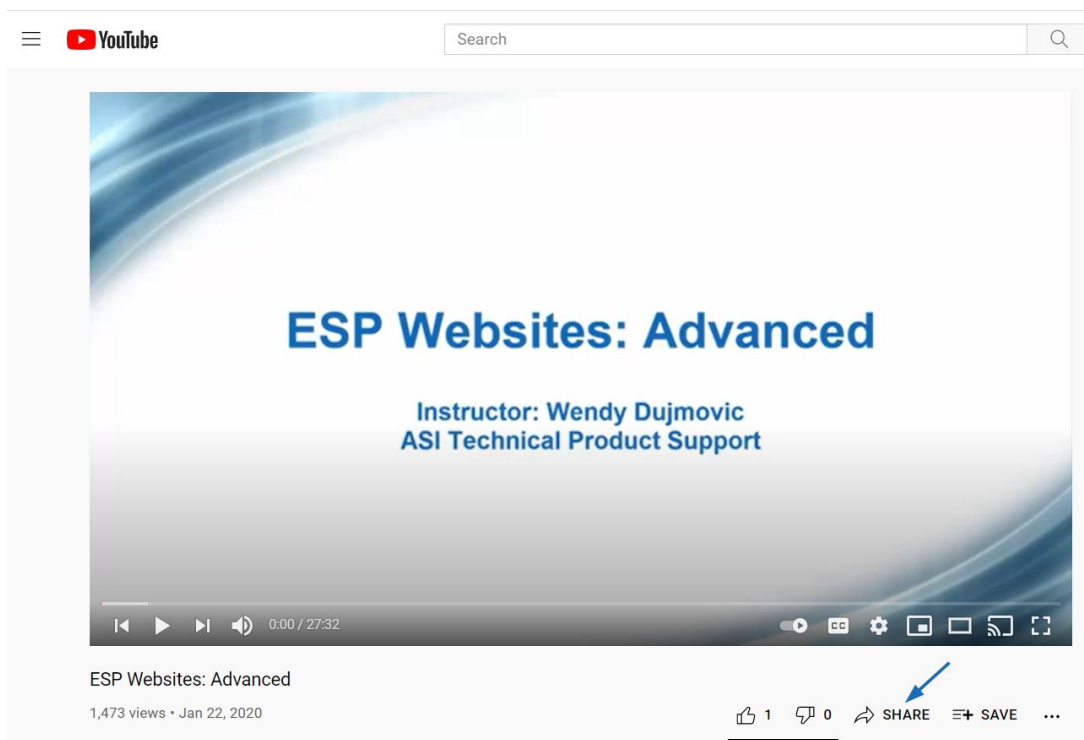 YouTube
Search
ESP Websites: Advanced
Instructor: Wendy Dujmovic
ASI Technical Product Support
0:00 / 27:32
CC
ESP Websites: Advanced
1,473 views • Jan 22, 2020
1 0 SHARE SAVE